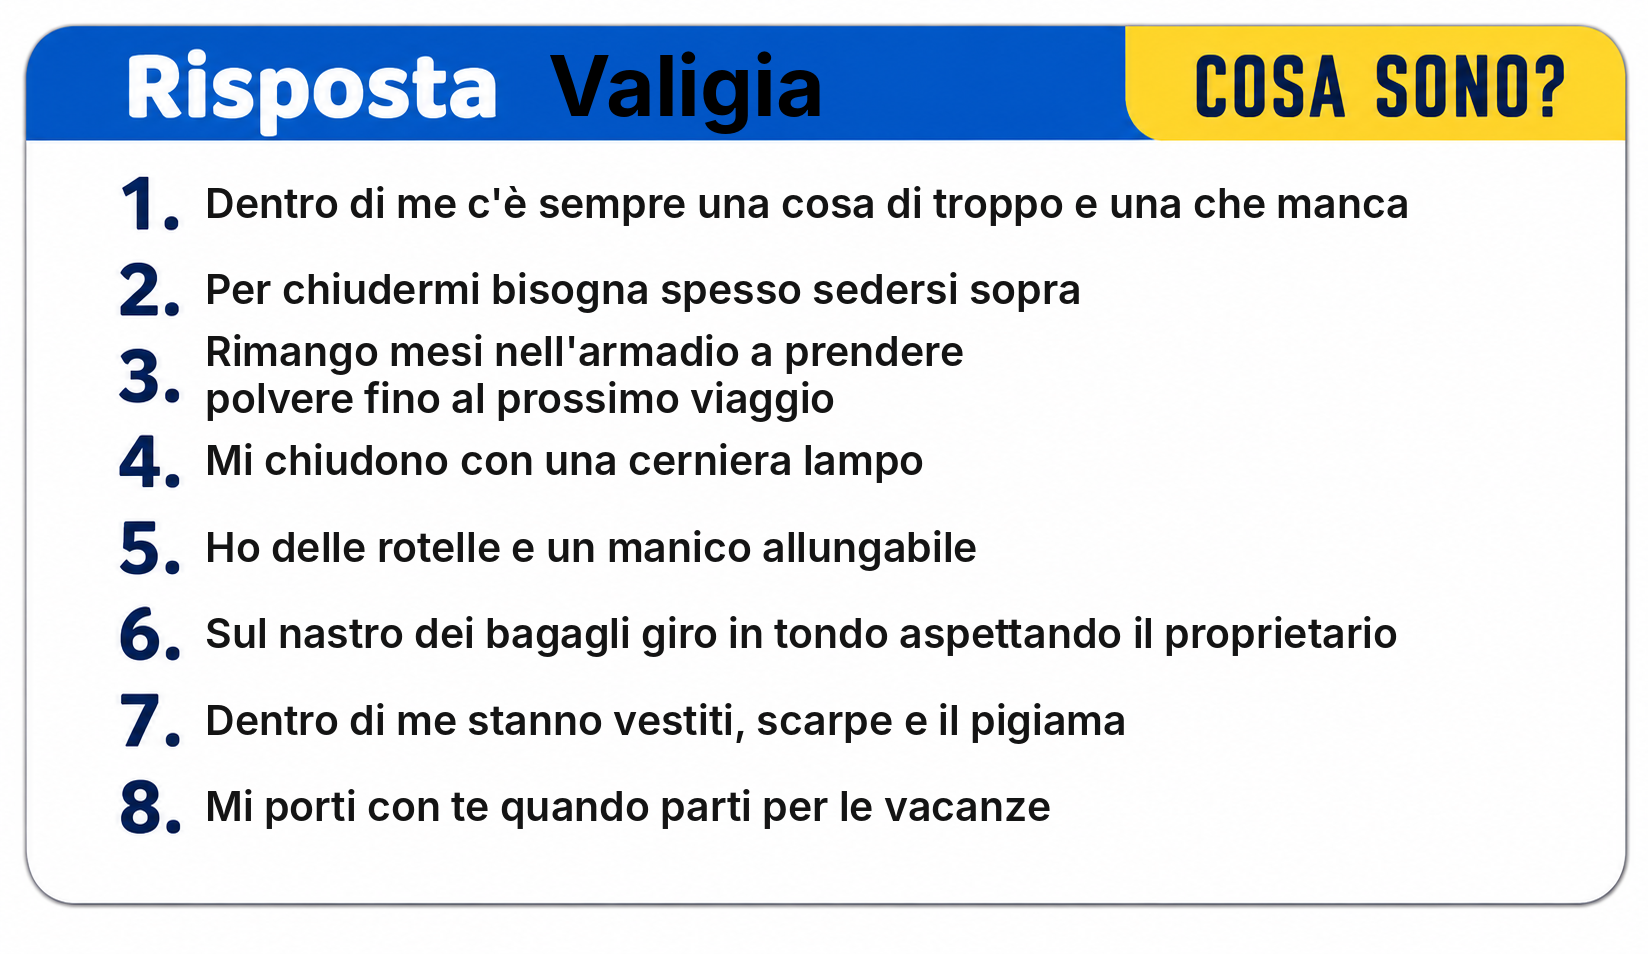 Risposta Valigia
COSA SONO?
1. Dentro di me c'è sempre una cosa di troppo e una che manca
2. Per chiudermi bisogna spesso sedersi sopra
3. Rimango mesi nell'armadio a prendere
polvere fino al prossimo viaggio
4. Mi chiudono con una cerniera lampo
5. Ho delle rotelle e un manico allungabile
6. Sul nastro dei bagagli giro in tondo aspettando il proprietario
7. Dentro di me stanno vestiti, scarpe e il pigiama
8. Mi porti con te quando parti per le vacanze